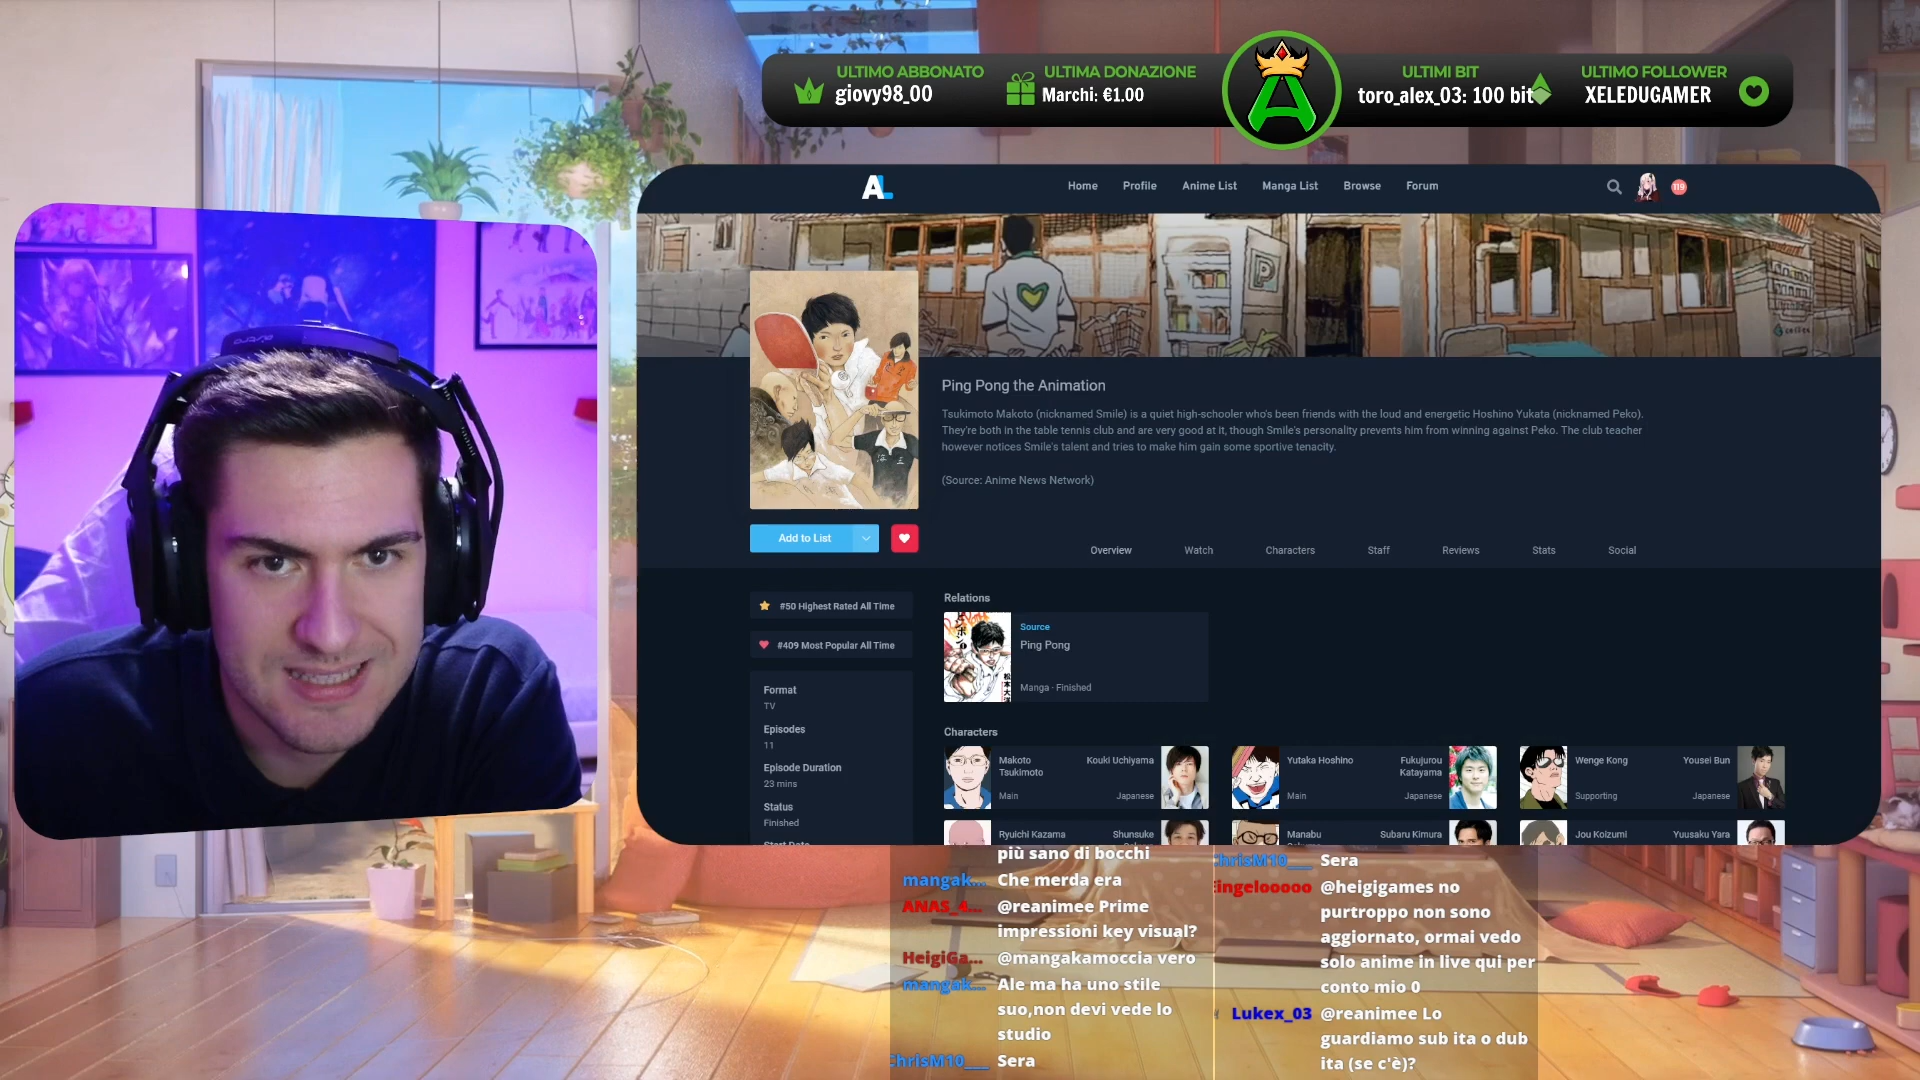 ULTIMO ABBONATO
giovy98_00
ULTIMA DONAZIONE
Marchi: €1.00
ULTIMI BIT
toro_alex_03: 100 bit
ULTIMO FOLLOWER
XELEDUGAMER
Home
Profile
Anime List
Manga List
Browse
Forum
119
Ping Pong the Animation
Tsukimoto Makoto (nicknamed Smile) is a quiet high-schooler who's been friends with the loud and energetic Hoshino Yukata (nicknamed Peko).
They're both in the table tennis club and are very good at it, though Smile's personality prevents him from winning against Peko. The club teacher
however notices Smile's talent and tries to make him gain some sportive tenacity.
(Source: Anime News Network)
Add to List
Overview
Watch
Characters
Staff
Reviews
Stats
Social
#50 Highest Rated All Time
#409 Most Popular All Time
Format
TV
Episodes
11
Episode Duration
23 mins
Status
Finished
Relations
Source
Ping Pong
Manga · Finished
Characters
Makoto
Tsukimoto
Main
Kouki Uchiyama
Japanese
Yutaka Hoshino
Main
Fukujurou
Katayama
Japanese
Wenge Kong
Supporting
Yousei Bun
Japanese
Ryuichi Kazama
Shunsuke
Manabu
Subaru Kimura
Jou Koizumi
Yuusaku Yara
più sano di bocchi
mangak... Che merda era
ANAS_4... @reanimee Prime
impressioni key visual?
HeigiGa... @mangakamoccia vero
mangak... Ale ma ha uno stile
suo,non devi vede lo
studio
ChrisM10__ Sera
ChrisM10__ Sera
Eingelooooo @heigigames no
purtroppo non sono
aggiornato, ormai vedo
solo anime in live qui per
conto mio 0
Lukex_03 @reanimee Lo
guardiamo sub ita o dub
ita (se c'è)?